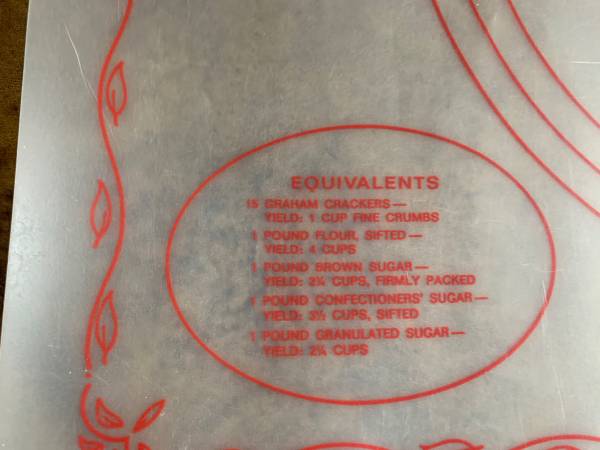 EQUIVALENTS
15 GRAHAM CRACKERS—
YIELD: 1 CUP FINE CRUMBS
1 POUND FLOUR, SIFTED—
YIELD: 4 CUPS
1 POUND BROWN SUGAR—
YIELD: 2¼ CUPS, FIRMLY PACKED
1 POUND CONFECTIONERS' SUGAR—
YIELD: 3½ CUPS, SIFTED
1 POUND GRANULATED SUGAR—
YIELD: 2¼ CUPS